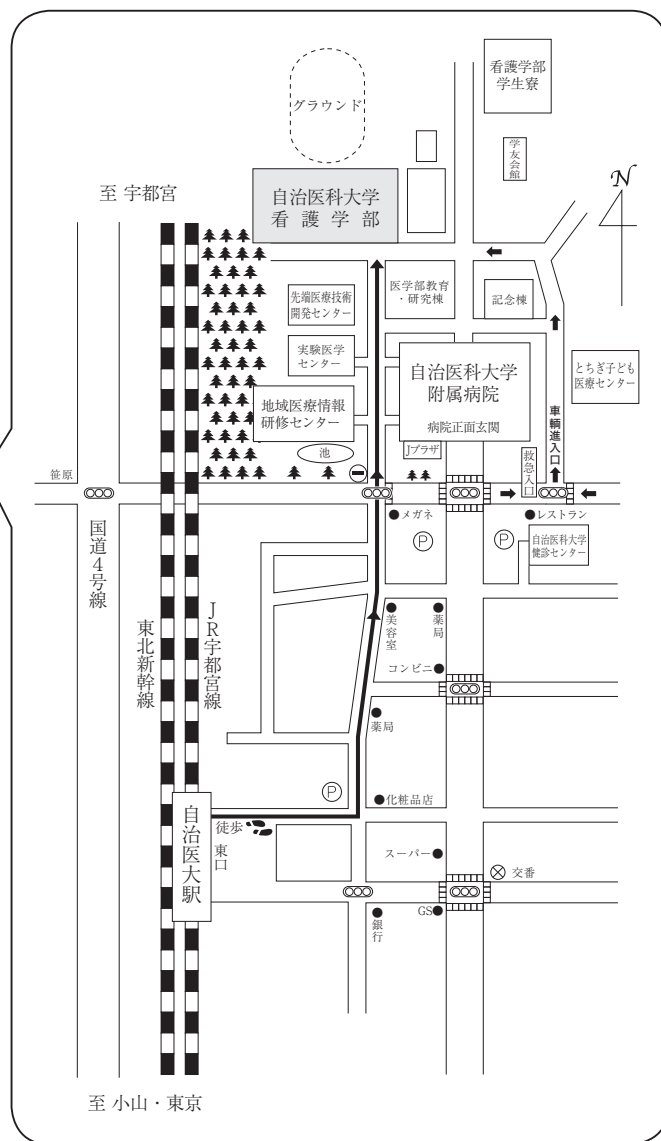 看護学部
学生寮
グラウンド
学友会館
至 宇都宮
自治医科大学
看護学部
N
先端医療技術
開発センター
医学部教育
・研究棟
記念棟
実験医学
センター
自治医科大学
附属病院
病院正面玄関
とちぎ子ども
医療センター
地域医療情報
研修センター
車輌進入口
Jプラザ
救急入口
池
笹原
メガネ
レストラン
P
P
自治医科大学
健診センター
国道4号線
東北新幹線
JR宇都宮線
美容室
薬局
コンビニ
薬局
P
化粧品店
自治医大駅
徒歩
東口
スーパー
交番
銀行
GS
至 小山・東京